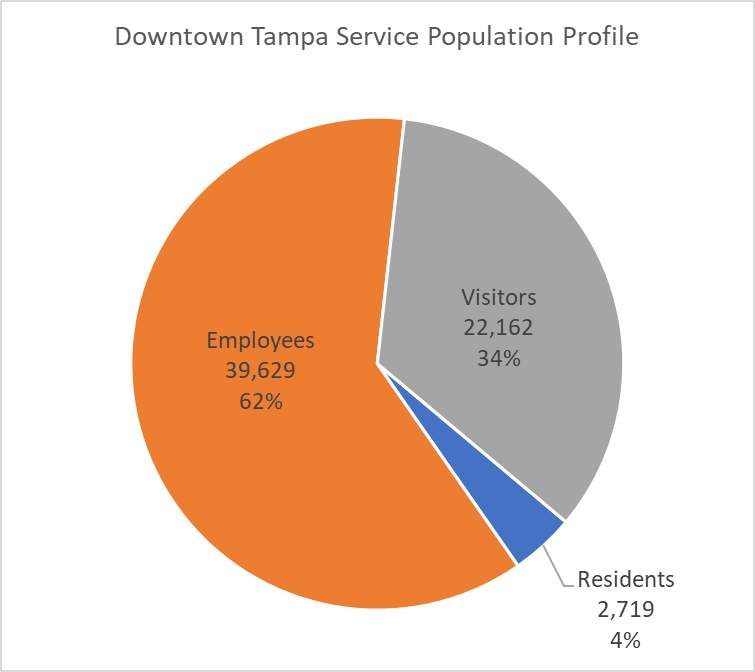 Downtown Tampa Service Population Profile
Visitors
22,162
34%
Employees
39,629
62%
Residents
2,719
4%